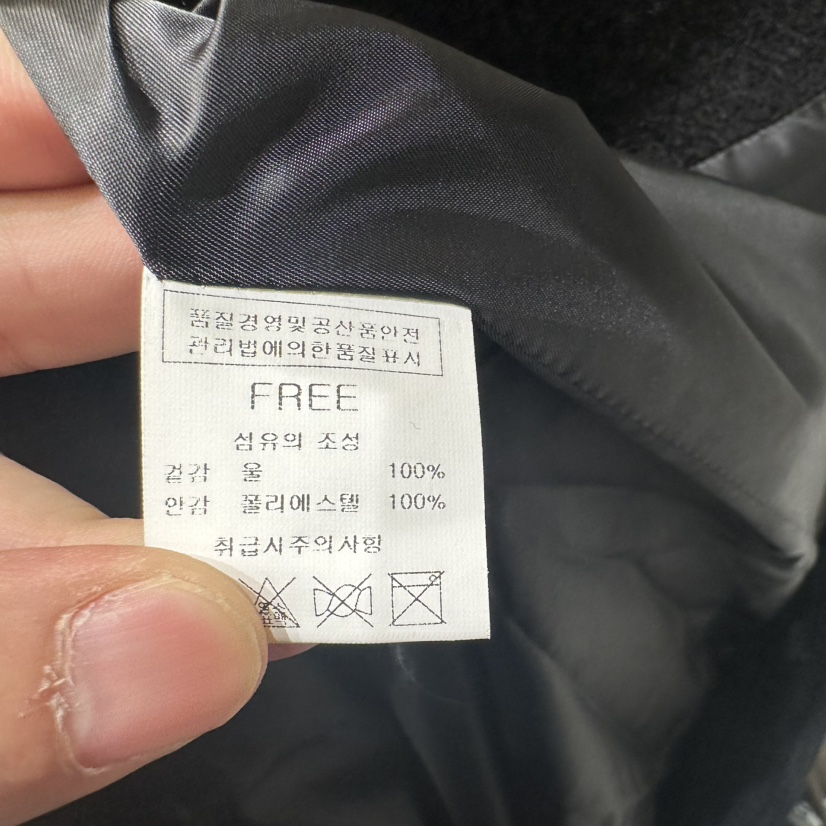 품질경영및공산품안전
관리법에의한품질표시
FREE
섬유의 조성
겉감 울 100%
안감 폴리에스텔 100%
취급시주의사항